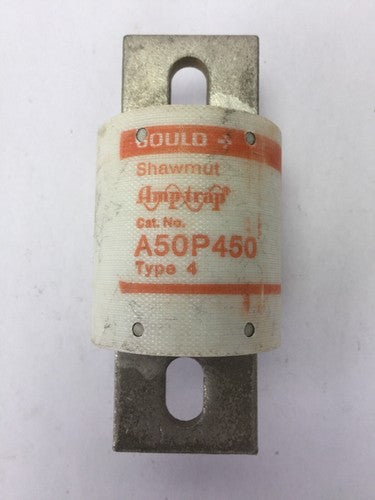 GOULD
Shawmut
Amp-trap®
Cat. No.
A50P450
Type 4